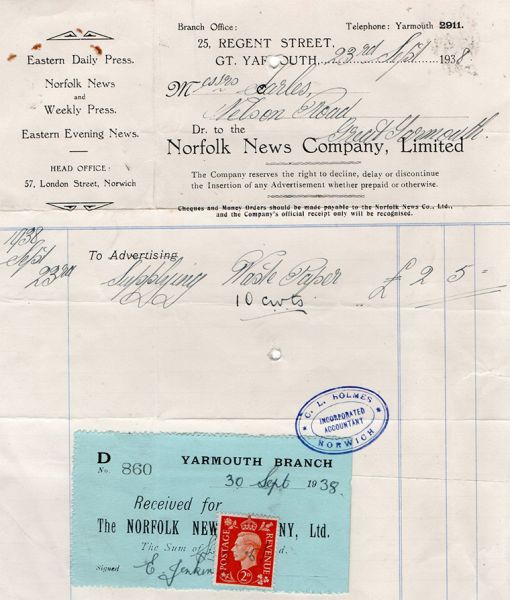 Branch Office: Telephone: Yarmouth 2911.
25, REGENT STREET,
GT. YARMOUTH, 23rd Sept 1938
Eastern Daily Press.
Norfolk News
and
Weekly Press.
Eastern Evening News.
HEAD OFFICE:
57, London Street, Norwich
Messrs Larles,
Nelson Road
Great Yarmouth.
Dr. to the
NORFOLK NEWS COMPANY, LIMITED
The Company reserves the right to decline, delay or discontinue
the Insertion of any Advertisement whether prepaid or otherwise.
Cheques and Money Orders should be made payable to the Norfolk News Co., Ltd.,
and the Company's official receipt only will be recognised.
1938
Sept
23rd
To Advertising
Supplying Waste Paper £ 2 5 -
10 cwts
C. L. HOLMES
INCORPORATED
ACCOUNTANT
NORWICH
D YARMOUTH BRANCH
No. 860
30 Sept 1938.
Received for
The NORFOLK NEW NY, Ltd.
The Sum of d.
Signed E. Jenkin
POSTAGE REVENUE
2D